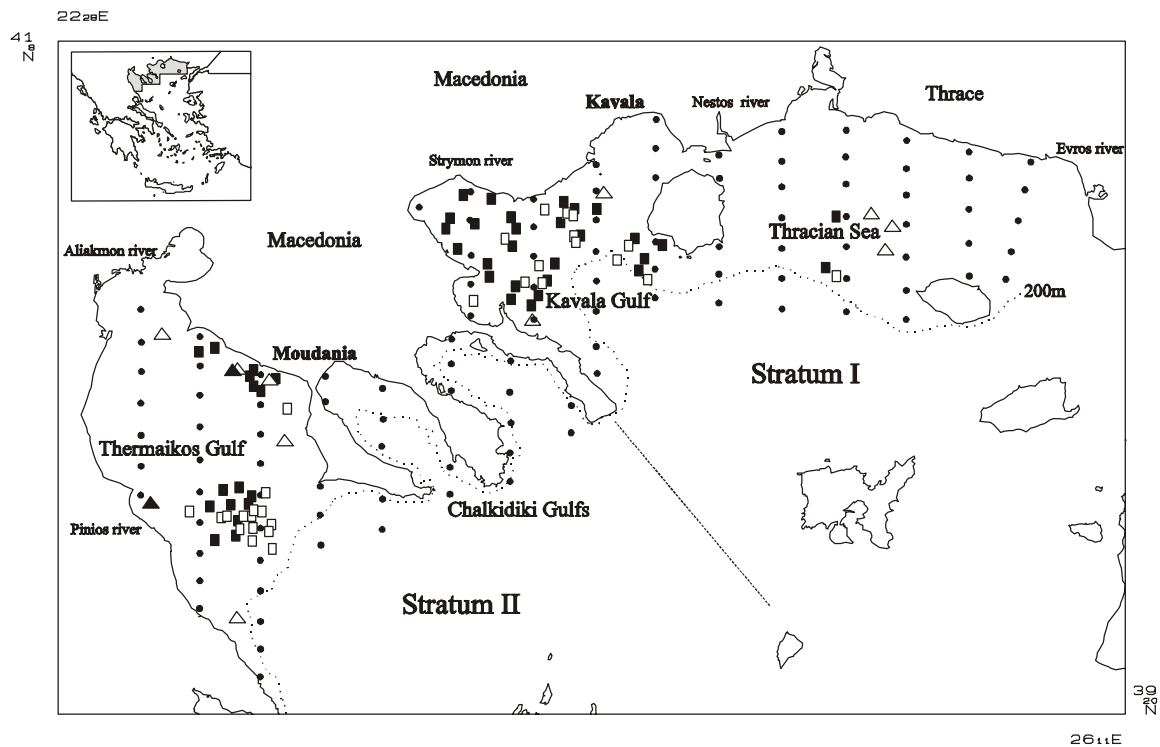 22 28 E
41 8 N
Macedonia
Kavala
Nestos river
Thrace
Strymon river
Evros river
Aliakmon river
Macedonia
Thracian Sea
Kavala Gulf
200m
Moudania
Stratum I
Thermaikos Gulf
Chalkidiki Gulfs
Pinios river
Stratum II
39 20 N
26 11 E